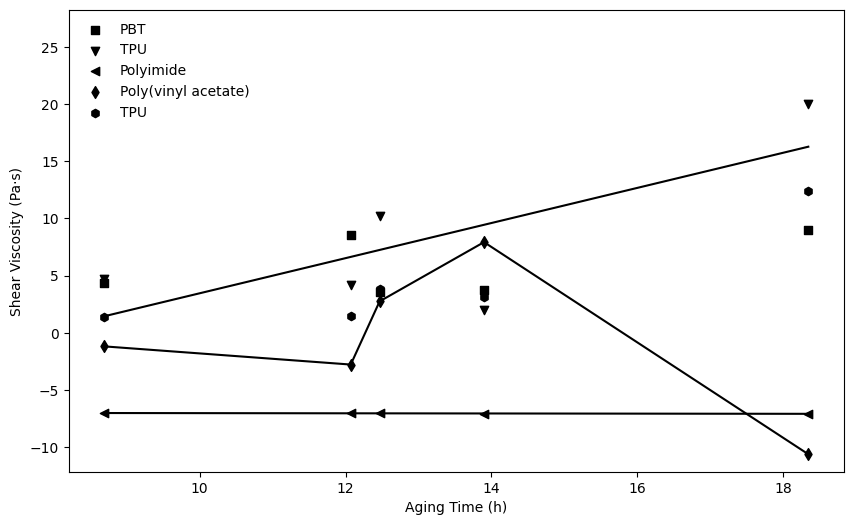 PBT
TPU
Polyimide
Poly(vinyl acetate)
TPU
25
20
15
10
5
0
−5
−10
Shear Viscosity (Pa·s)
10 12 14 16 18
Aging Time (h)